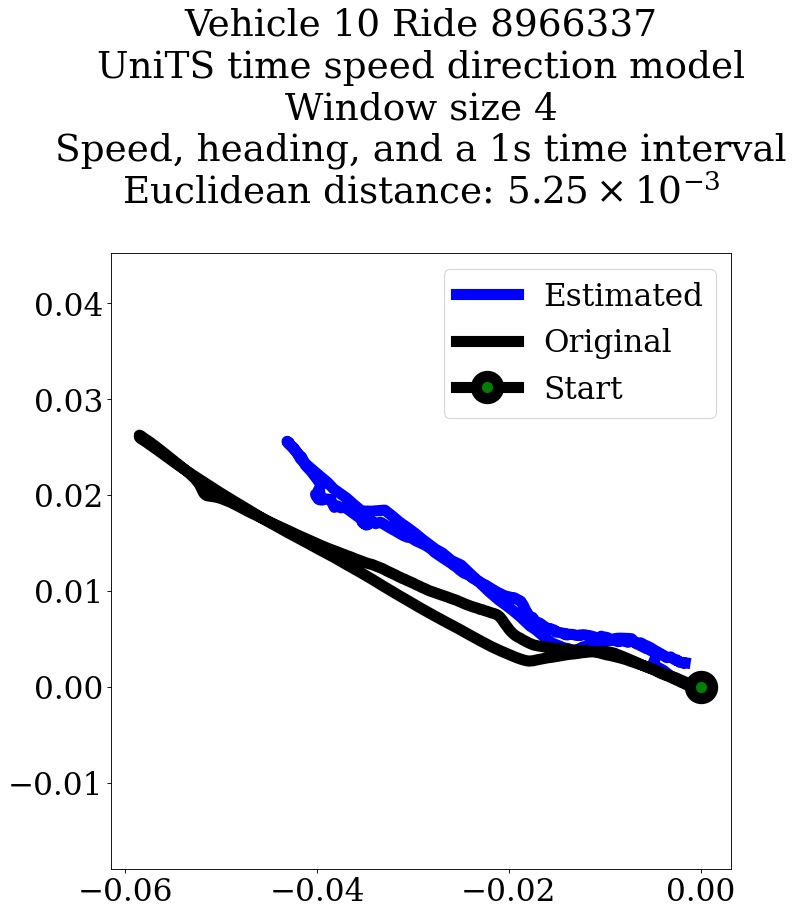 Vehicle 10 Ride 8966337
UniTS time speed direction model
Window size 4
Speed, heading, and a 1s time interval
Euclidean distance: 5.25 × 10⁻³
Estimated
Original
Start
0.04
0.03
0.02
0.01
0.00
−0.01
−0.06 −0.04 −0.02 0.00